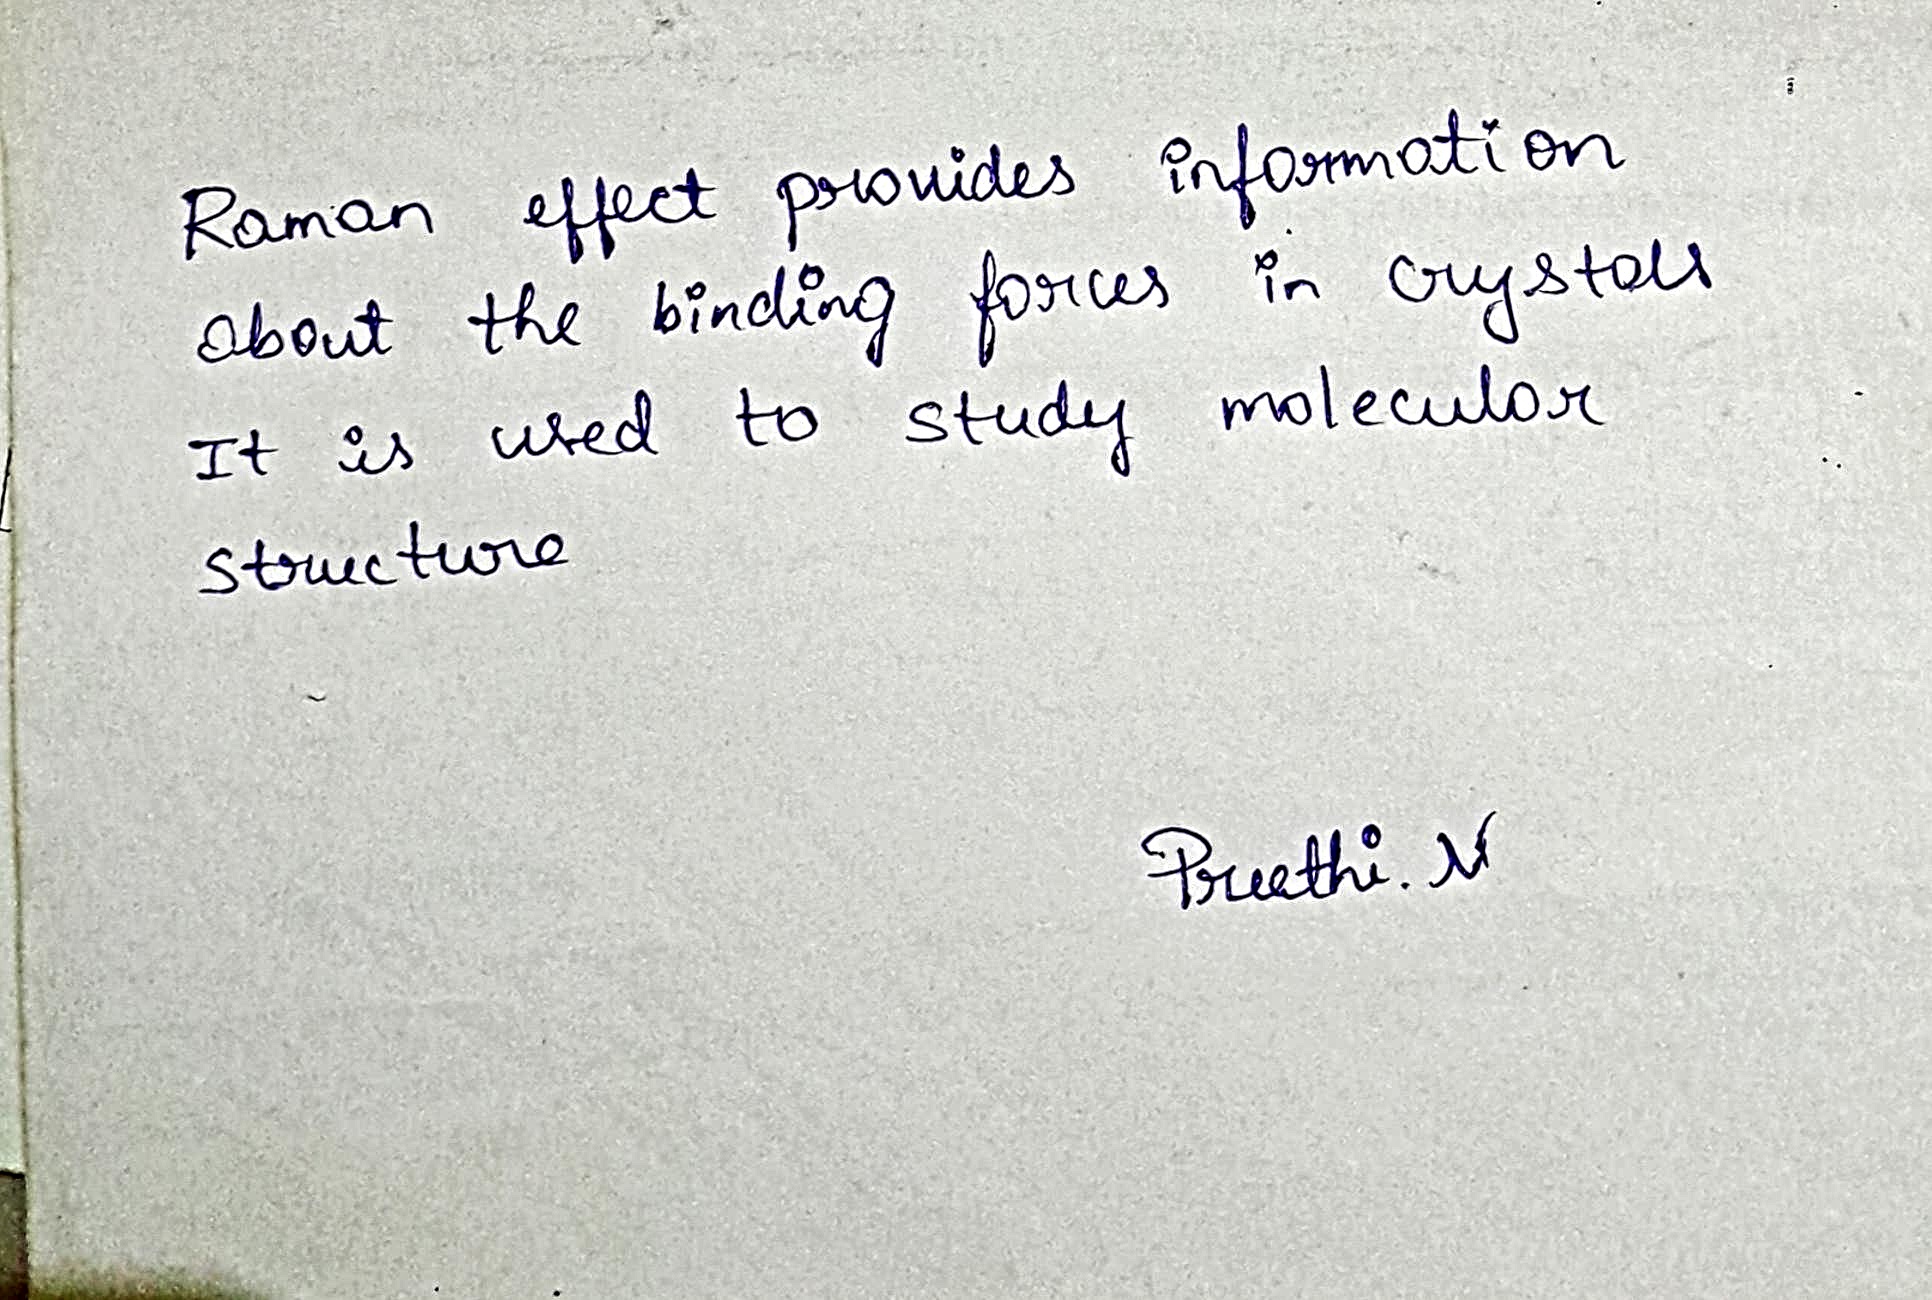 Raman effect provides information
about the binding forces in crystals
It is used to study molecular
structure
Preethi. N